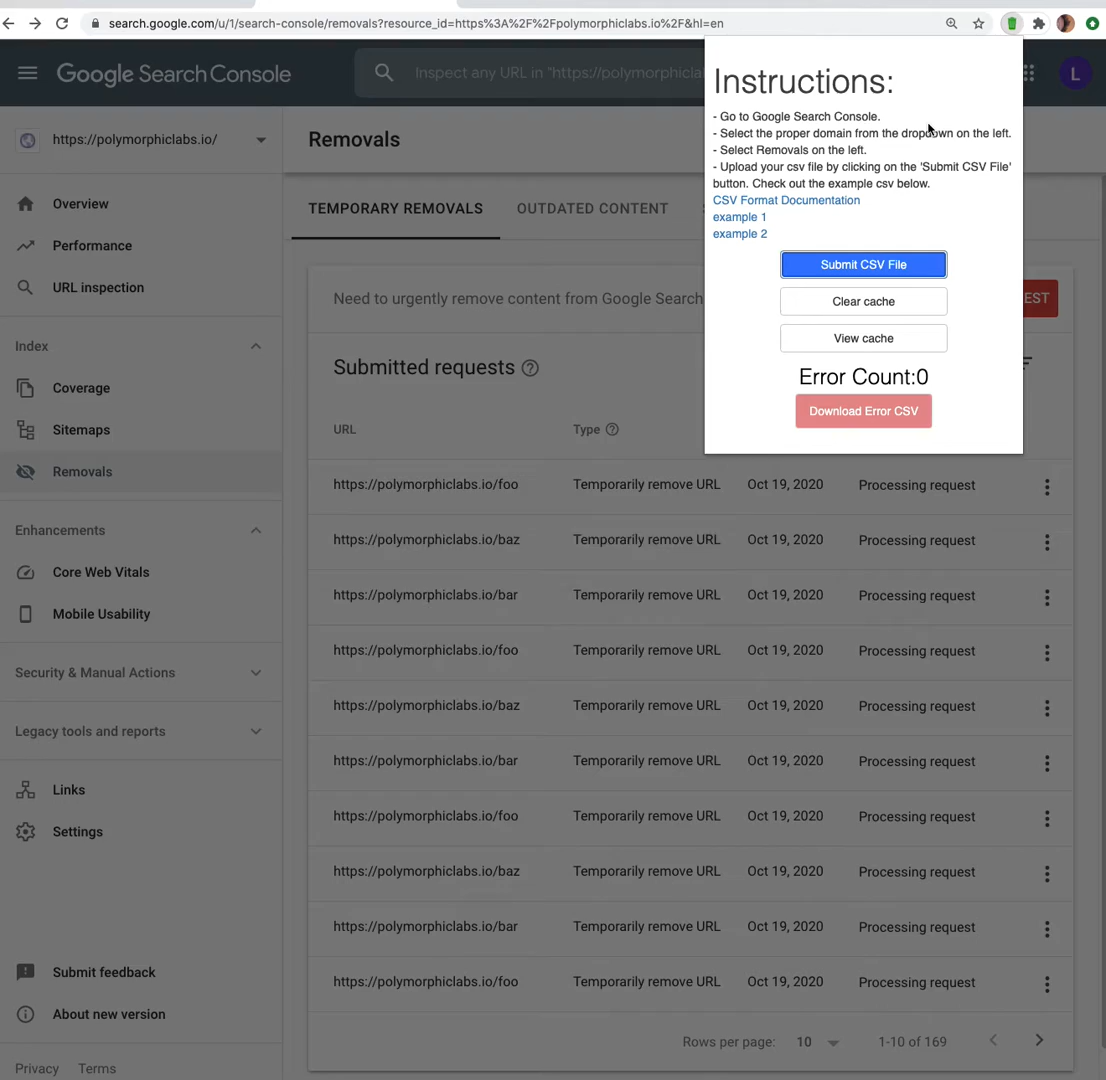 search.google.com/u/1/search-console/removals?resource_id=https%3A%2F%2Fpolymorphiclabs.io%2F&hl=en
Google Search Console
Inspect any URL in "https://polymorphicla
L
https://polymorphiclabs.io/
Overview
Performance
URL inspection
Index
Coverage
Sitemaps
Removals
Enhancements
Core Web Vitals
Mobile Usability
Security & Manual Actions
Legacy tools and reports
Links
Settings
Submit feedback
About new version
Privacy Terms
Removals
TEMPORARY REMOVALS OUTDATED CONTENT
Need to urgently remove content from Google Search
EST
Submitted requests
URL Type
https://polymorphiclabs.io/foo Temporarily remove URL Oct 19, 2020 Processing request
https://polymorphiclabs.io/baz Temporarily remove URL Oct 19, 2020 Processing request
https://polymorphiclabs.io/bar Temporarily remove URL Oct 19, 2020 Processing request
https://polymorphiclabs.io/foo Temporarily remove URL Oct 19, 2020 Processing request
https://polymorphiclabs.io/baz Temporarily remove URL Oct 19, 2020 Processing request
https://polymorphiclabs.io/bar Temporarily remove URL Oct 19, 2020 Processing request
https://polymorphiclabs.io/foo Temporarily remove URL Oct 19, 2020 Processing request
https://polymorphiclabs.io/baz Temporarily remove URL Oct 19, 2020 Processing request
https://polymorphiclabs.io/bar Temporarily remove URL Oct 19, 2020 Processing request
https://polymorphiclabs.io/foo Temporarily remove URL Oct 19, 2020 Processing request
Rows per page: 10 1-10 of 169
Instructions:
- Go to Google Search Console.
- Select the proper domain from the dropdown on the left.
- Select Removals on the left.
- Upload your csv file by clicking on the 'Submit CSV File'
button. Check out the example csv below.
CSV Format Documentation
example 1
example 2
Submit CSV File
Clear cache
View cache
Error Count:0
Download Error CSV